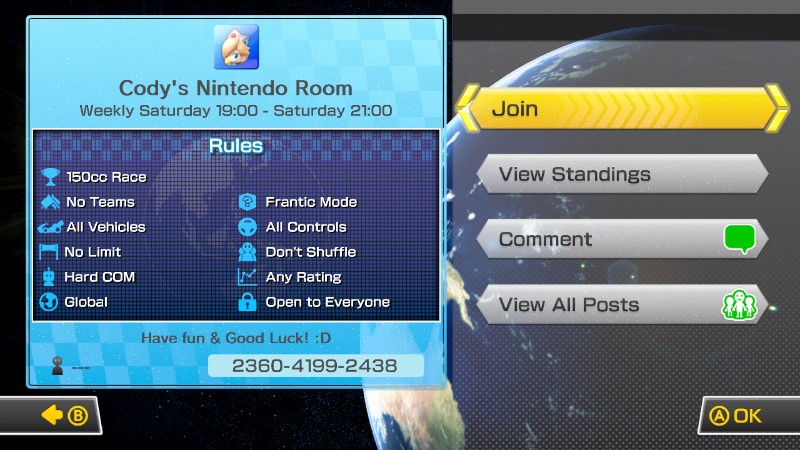 Cody's Nintendo Room
Weekly Saturday 19:00 - Saturday 21:00
Rules
150cc Race
No Teams
Frantic Mode
All Vehicles
All Controls
No Limit
Don't Shuffle
Hard COM
Any Rating
Global
Open to Everyone
Have fun & Good Luck! :D
---
2360-4199-2438
Join
View Standings
Comment
View All Posts
B
A OK